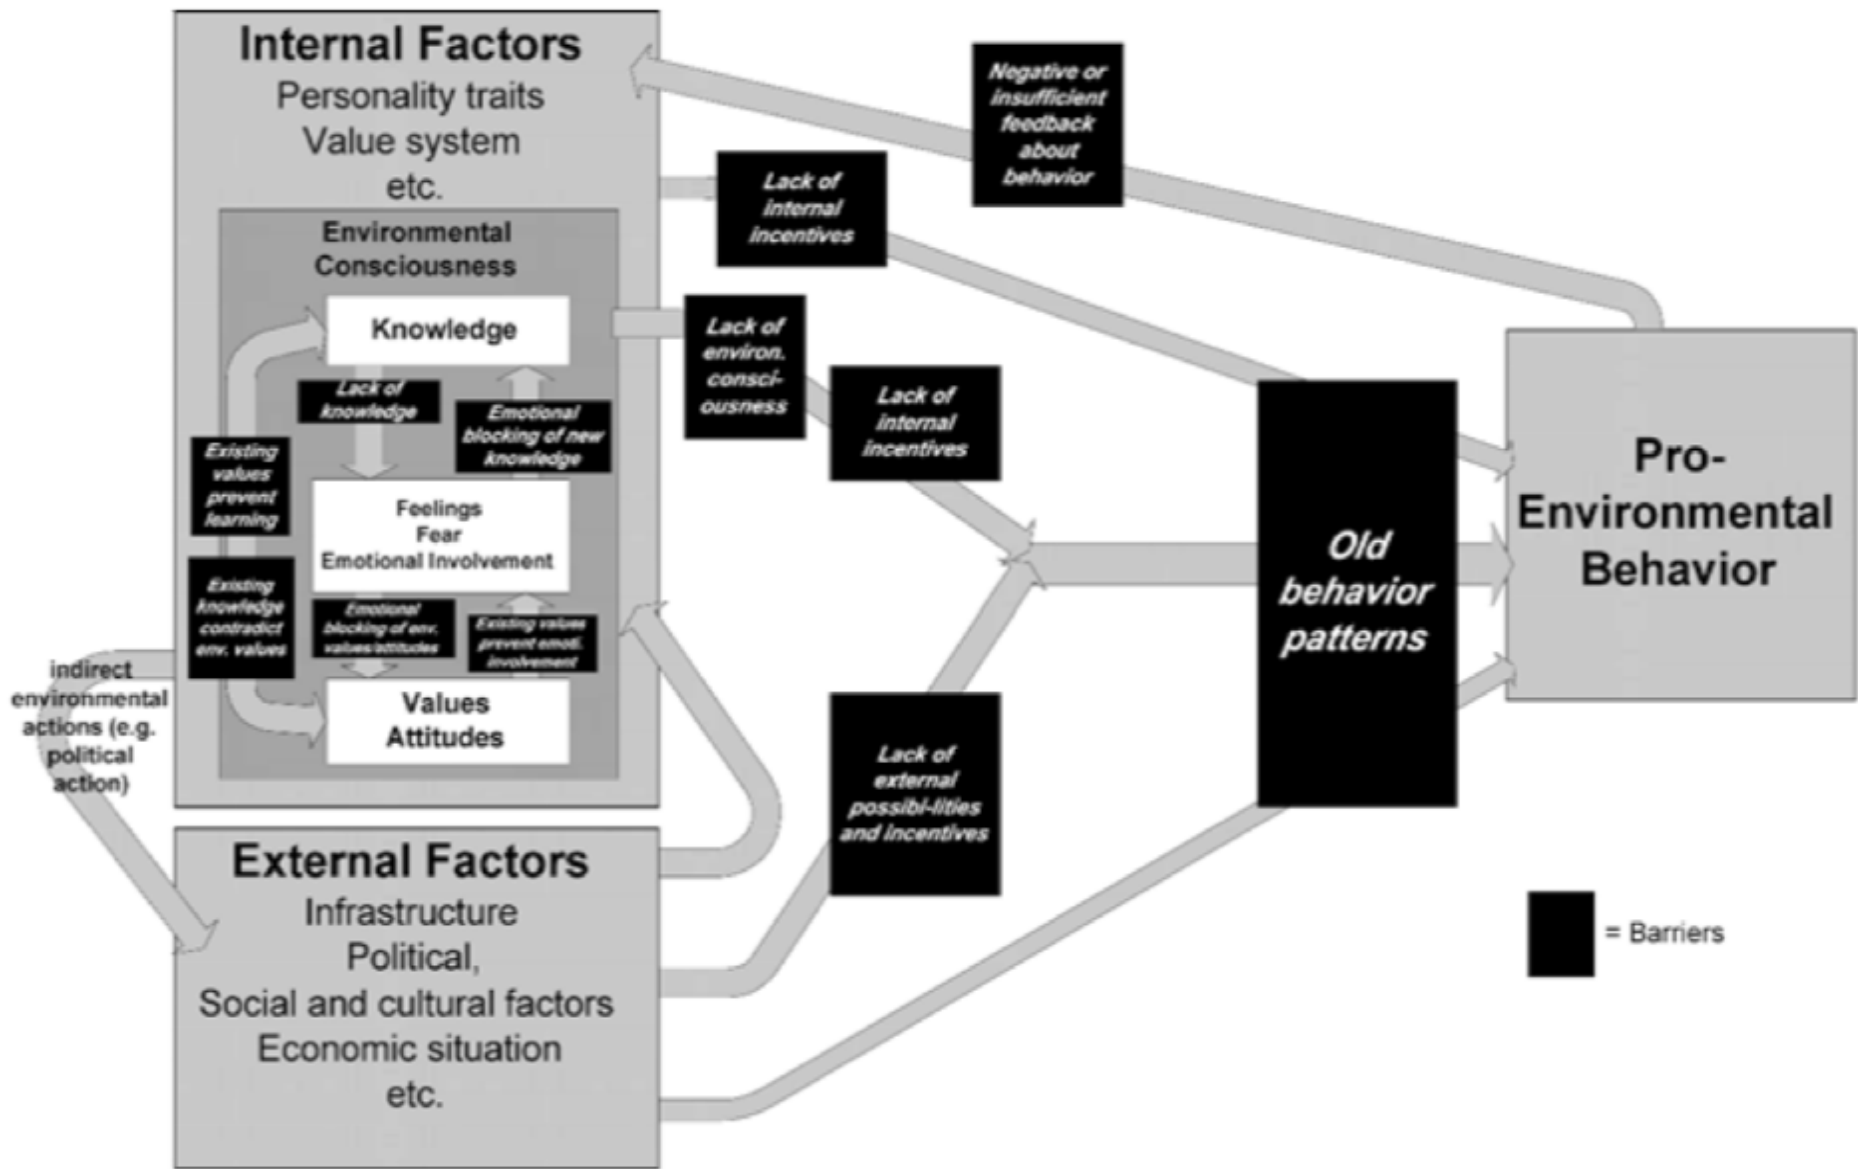 Internal Factors
Personality traits
Value system
etc.
Environmental
Consciousness
Knowledge
Lack of
knowledge
Emotional
blocking of new
knowledge
Existing
values
prevent
learning
Feelings
Fear
Emotional Involvement
Existing
knowledge
contradict
env. values
Emotional
blocking of env.
values/attitudes
Existing values
prevent emoti.
involvement
Values
Attitudes
indirect
environmental
actions (e.g.
political
action)
External Factors
Infrastructure
Political,
Social and cultural factors
Economic situation
etc.
Negative or
insufficient
feedback
about
behavior
Lack of
internal
incentives
Lack of
environ.
consci-
ousness
Lack of
internal
incentives
Lack of
external
possibi-lities
and incentives
Old
behavior
patterns
Pro-
Environmental
Behavior
= Barriers